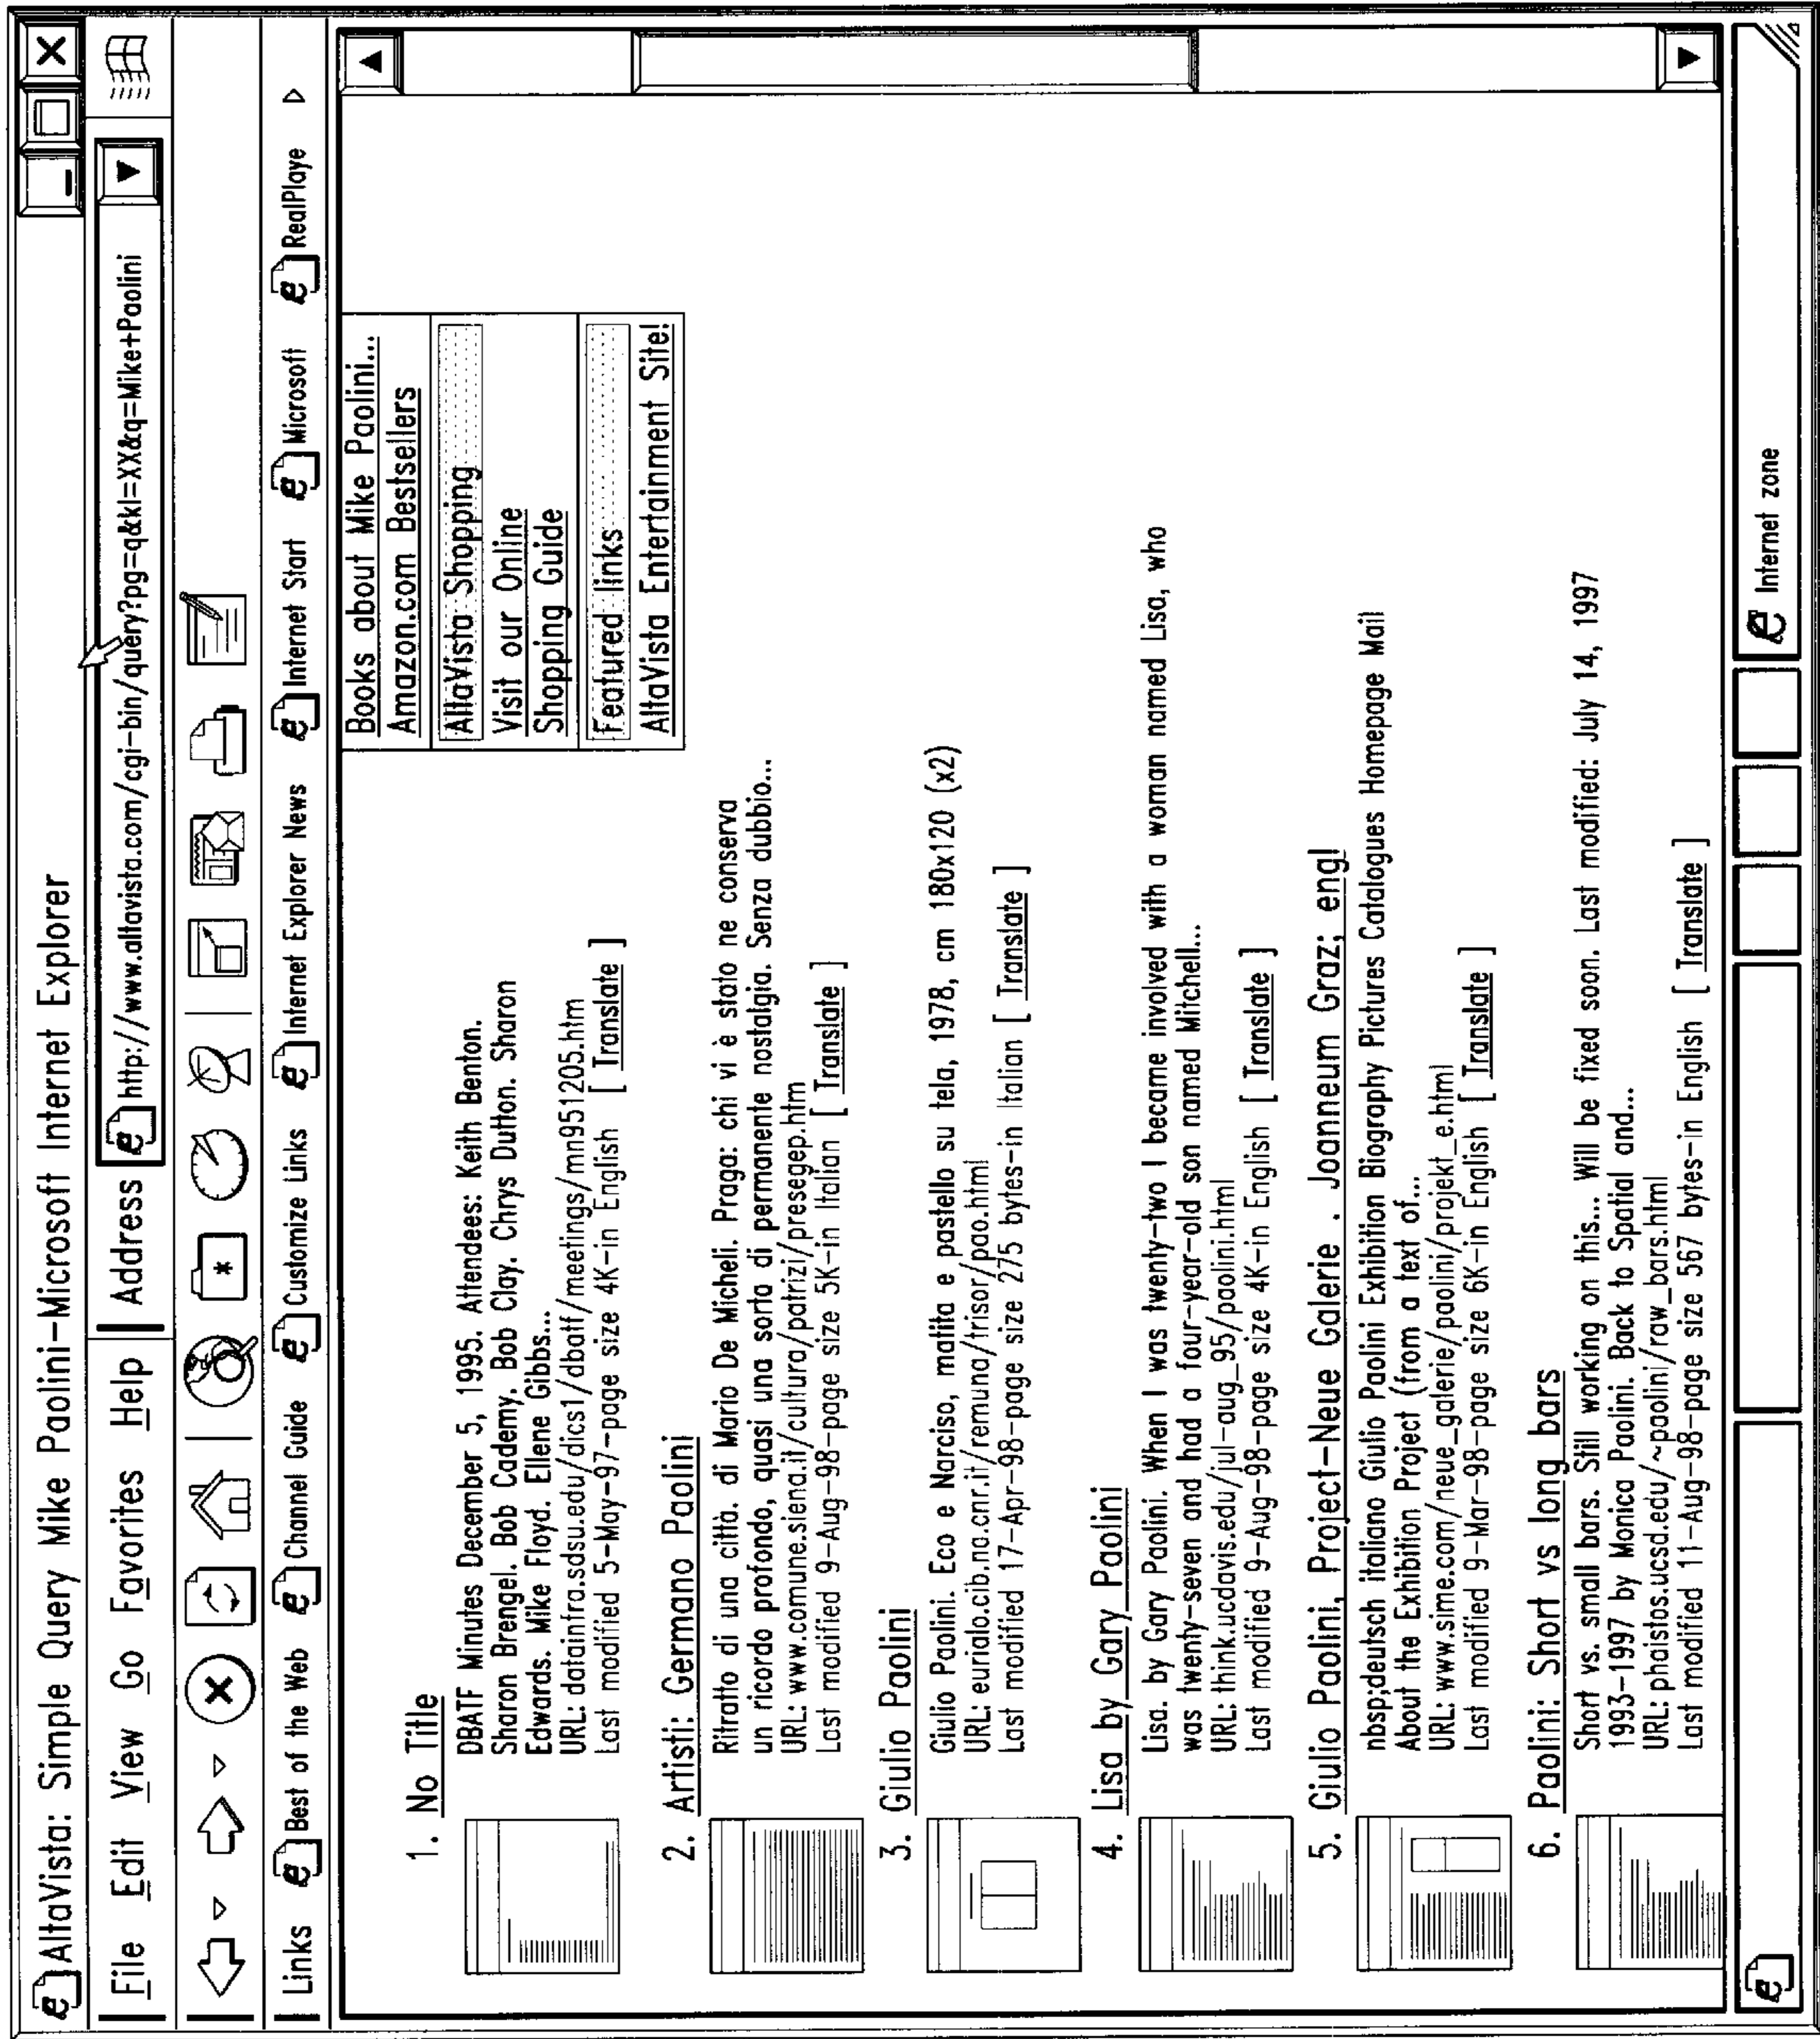 AltaVista: Simple Query Mike Paolini-Microsoft Internet Explorer
File Edit View Go Favorites Help
Address http://www.altavista.com/cgi-bin/query?pg=q&kl=XX&q=Mike+Paolini
Links Best of the Web Channel Guide Customize Links Internet Explorer News Internet Start Microsoft RealPlaye
Books about Mike Paolini...
Amazon.com Bestsellers
AltaVista Shopping
Visit our Online
Shopping Guide
Featured links
AltaVista Entertainment Site!
1. No Title
DBATF Minutes December 5, 1995. Attendees: Keith Benton.
Sharon Brengel. Bob Cademy. Bob Clay. Chrys Dutton. Sharon
Edwards. Mike Floyd. Ellene Gibbs...
URL: datainfra.sdsu.edu/dics1/dbatf/meetings/mn951205.htm
Last modified 5-May-97-page size 4K-in English [ Translate ]
2. Artisti: Germano Paolini
Ritratto di una città. di Mario De Micheli. Praga: chi vi è stato ne conserva
un ricordo profondo, quasi una sorta di permanente nostalgia. Senza dubbio...
URL: www.comune.siena.it/cultura/patrizi/presegep.htm
Last modified 9-Aug-98-page size 5K-in Italian [ Translate ]
3. Giulio Paolini
Giulio Paolini. Eco e Narciso, matita e pastello su tela, 1978, cm 180x120 (x2)
URL: eurialo.cib.na.cnr.it/remuna/trisor/pao.html
Last modified 17-Apr-98-page size 275 bytes-in Italian [ Translate ]
4. Lisa by Gary Paolini
Lisa. by Gary Paolini. When I was twenty-two I became involved with a woman named Lisa, who
was twenty-seven and had a four-year-old son named Mitchell...
URL: think.ucdavis.edu/jul-aug_95/paolini.html
Last modified 9-Aug-98-page size 4K-in English [ Translate ]
5. Giulio Paolini, Project-Neue Galerie . Joanneum Graz; engl
nbsp;deutsch italiano Giulio Paolini Exhibition Biography Pictures Catalogues Homepage Mail
About the Exhibition Project (from a text of...
URL: www.sime.com/neue_galerie/paolini/projekt_e.html
Last modified 9-Mar-98-page size 6K-in English [ Translate ]
6. Paolini: Short vs long bars
Short vs. small bars. Still working on this... Will be fixed soon. Last modified: July 14, 1997
1993-1997 by Monica Paolini. Back to Spatial and...
URL: phaistos.ucsd.edu/~paolini/raw_bars.html
Last modified 11-Aug-98-page size 567 bytes-in English [ Translate ]
Internet zone